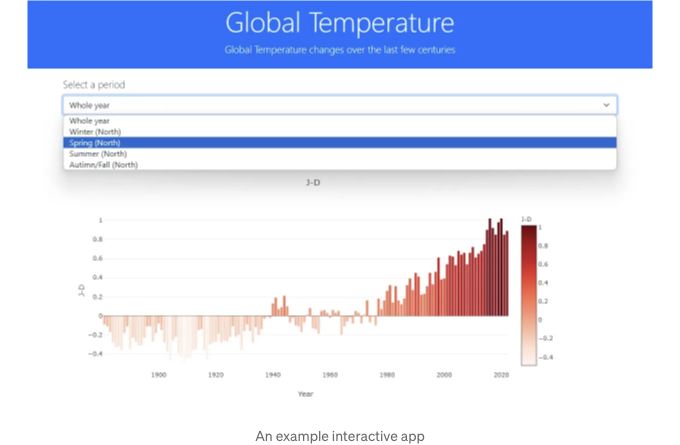 Global Temperature
Global Temperature changes over the last few centuries
Select a period
Whole year
Whole year
Winter (North)
Spring (North)
Summer (North)
Autimn/Fall (North)
J-D
J-D
1
0.8
0.6
0.4
0.2
0
−0.2
−0.4
J-D
1900
1920
1940
1960
1980
2000
2020
Year
1
0.8
0.6
0.4
0.2
0
−0.2
−0.4
An example interactive app